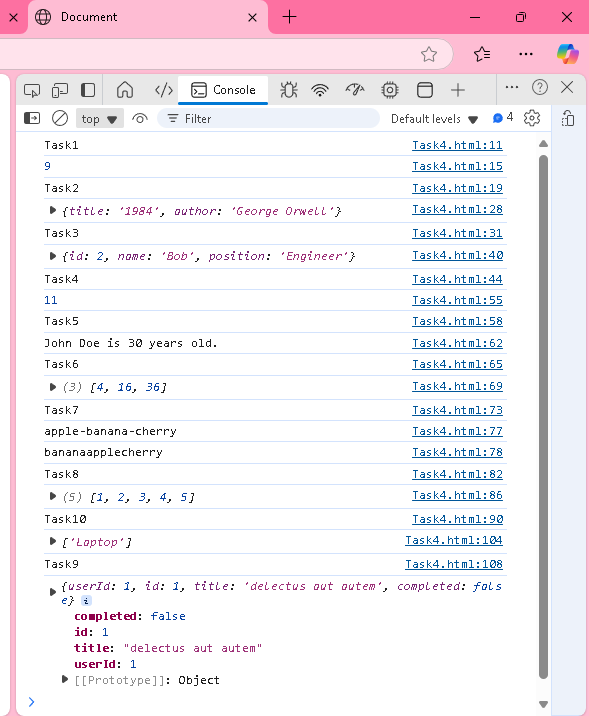 Document
Console
top
Filter
Default levels
4
Task1 Task4.html:11
9 Task4.html:15
Task2 Task4.html:19
{title: '1984', author: 'George Orwell'} Task4.html:28
Task3 Task4.html:31
{id: 2, name: 'Bob', position: 'Engineer'} Task4.html:40
Task4 Task4.html:44
11 Task4.html:55
Task5 Task4.html:58
John Doe is 30 years old. Task4.html:62
Task6 Task4.html:65
(3) [4, 16, 36] Task4.html:69
Task7 Task4.html:73
apple-banana-cherry Task4.html:77
bananaapplecherry Task4.html:78
Task8 Task4.html:82
(5) [1, 2, 3, 4, 5] Task4.html:86
Task10 Task4.html:90
['Laptop'] Task4.html:104
Task9 Task4.html:108
{userId: 1, id: 1, title: 'delectus aut autem', completed: fals
e} i
completed: false
id: 1
title: "delectus aut autem"
userId: 1
[[Prototype]]: Object